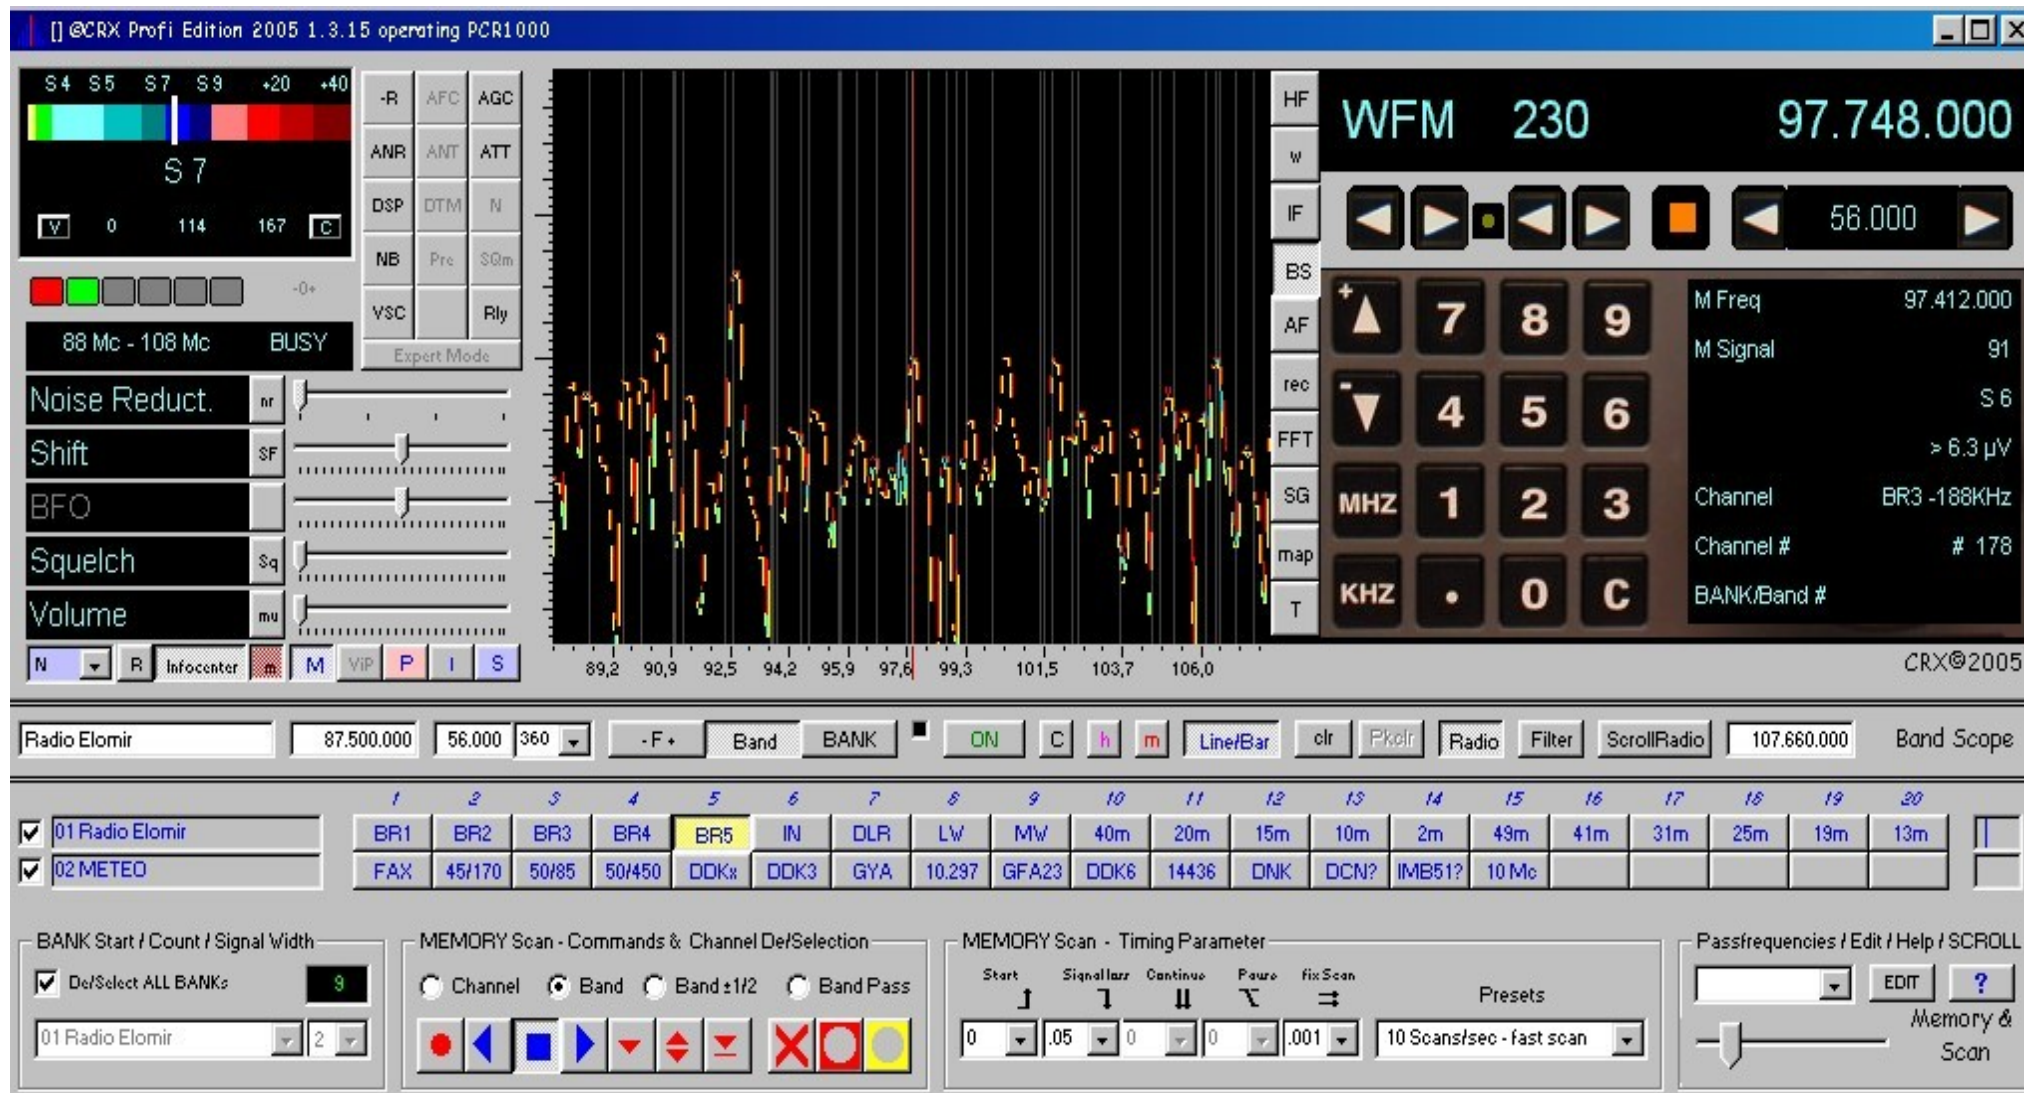 [] @CRX Profi Edition 2005 1.3.15 operating PCR1000
S4 S5 S7 S9 +20 +40
S 7
V 0 114 167 C
-0+
88 Mc - 108 Mc BUSY
-R AFC AGC
ANR ANT ATT
DSP DTM N
NB Pre SQm
VSC Rly
Expert Mode
Noise Reduct. nr
Shift SF
BFO
Squelch Sq
Volume mu
N R Infocenter m M ViP P I S
89,2 90,9 92,5 94,2 95,9 97,6 99,3 101,5 103,7 106,0
HF
w
IF
BS
AF
rec
FFT
SG
map
T
WFM 230 97.748.000
56.000
+ 7 8 9
- 4 5 6
MHZ 1 2 3
KHZ . 0 C
M Freq 97.412.000
M Signal 91
S 6
> 6.3 µV
Channel BR3 -188KHz
Channel # # 178
BANK/Band #
CRX©2005
Radio Elomir 87.500.000 56.000 360 - F + Band BANK ON C h m Line/Bar clr Pkclr Radio Filter ScrollRadio 107.660.000 Band Scope
1 2 3 4 5 6 7 8 9 10 11 12 13 14 15 16 17 18 19 20
01 Radio Elomir BR1 BR2 BR3 BR4 BR5 IN DLR LW MW 40m 20m 15m 10m 2m 49m 41m 31m 25m 19m 13m
02 METEO FAX 45/170 50/85 50/450 DDKx DDK3 GYA 10.297 GFA23 DDK6 14436 DNK DCN? IMB51? 10 Mc
BANK Start / Count / Signal Width
De/Select ALL BANKs 9
01 Radio Elomir 2
MEMORY Scan - Commands & Channel De/Selection
Channel Band Band ±1/2 Band Pass
MEMORY Scan - Timing Parameter
Start Signal loss Continue Pause fix Scan
Presets
0 .05 0 0 .001 10 Scans/sec - fast scan
Passfrequencies / Edit / Help / SCROLL
EDIT ?
Memory &
Scan